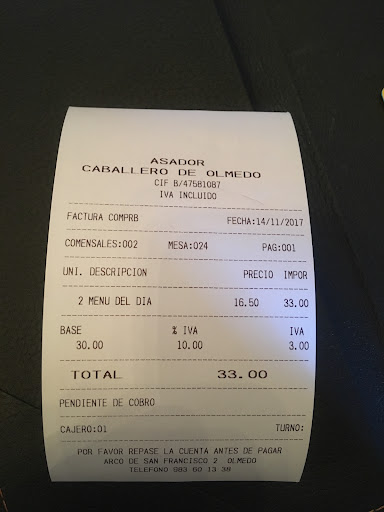 ASADOR
CABALLERO DE OLMEDO
CIF B/47581087
IVA INCLUIDO
FACTURA COMPRB FECHA:14/11/2017
COMENSALES:002 MESA:024 PAG:001
UNI. DESCRIPCION PRECIO IMPOR
2 MENU DEL DIA 16.50 33.00
BASE % IVA IVA
30.00 10.00 3.00
TOTAL 33.00
PENDIENTE DE COBRO
CAJERO:01 TURNO:
POR FAVOR REPASE LA CUENTA ANTES DE PAGAR
ARCO DE SAN FRANCISCO 2 OLMEDO
TELEFONO 983 60 13 38